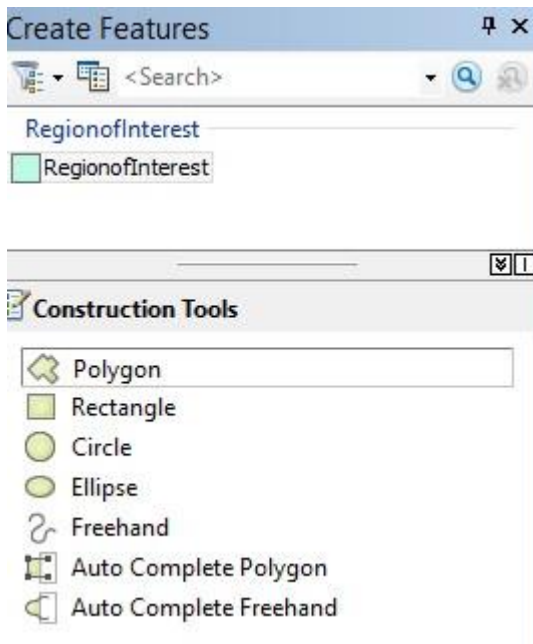 Create Features
<Search>
RegionofInterest
RegionofInterest
Construction Tools
Polygon
Rectangle
Circle
Ellipse
Freehand
Auto Complete Polygon
Auto Complete Freehand